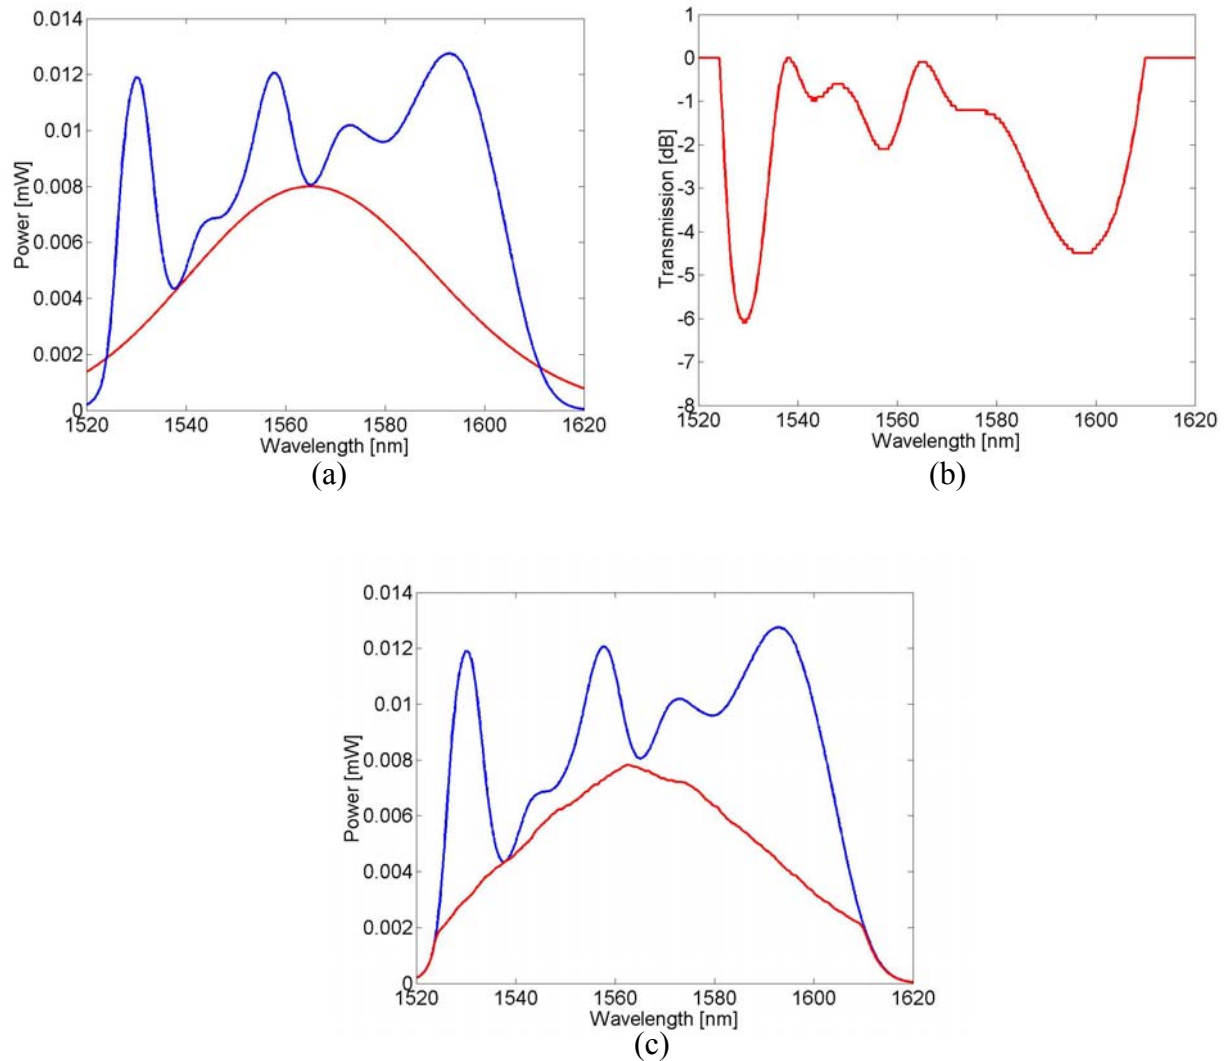 0.014
0.012
0.01
0.008
0.006
0.004
0.002
0
Power [mW]
1520 1540 1560 1580 1600 1620
Wavelength [nm]
(a)
1
0
-1
-2
-3
-4
-5
-6
-7
-8
Transmission [dB]
1520 1540 1560 1580 1600 1620
Wavelength [nm]
(b)
0.014
0.012
0.01
0.008
0.006
0.004
0.002
0
Power [mW]
1520 1540 1560 1580 1600 1620
Wavelength [nm]
(c)